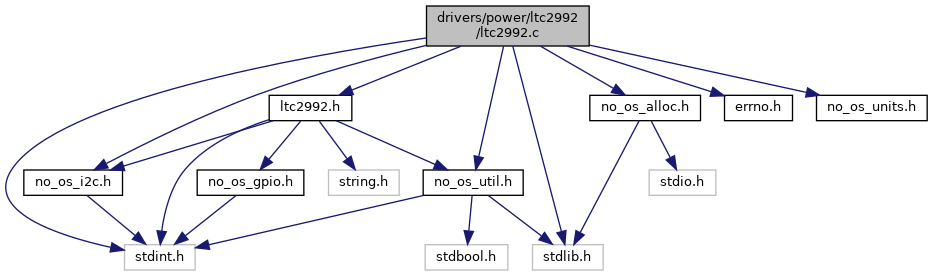 drivers/power/ltc2992
/ltc2992.c
ltc2992.h
no_os_alloc.h
errno.h
no_os_units.h
no_os_i2c.h
no_os_gpio.h
string.h
no_os_util.h
stdio.h
stdint.h
stdbool.h
stdlib.h